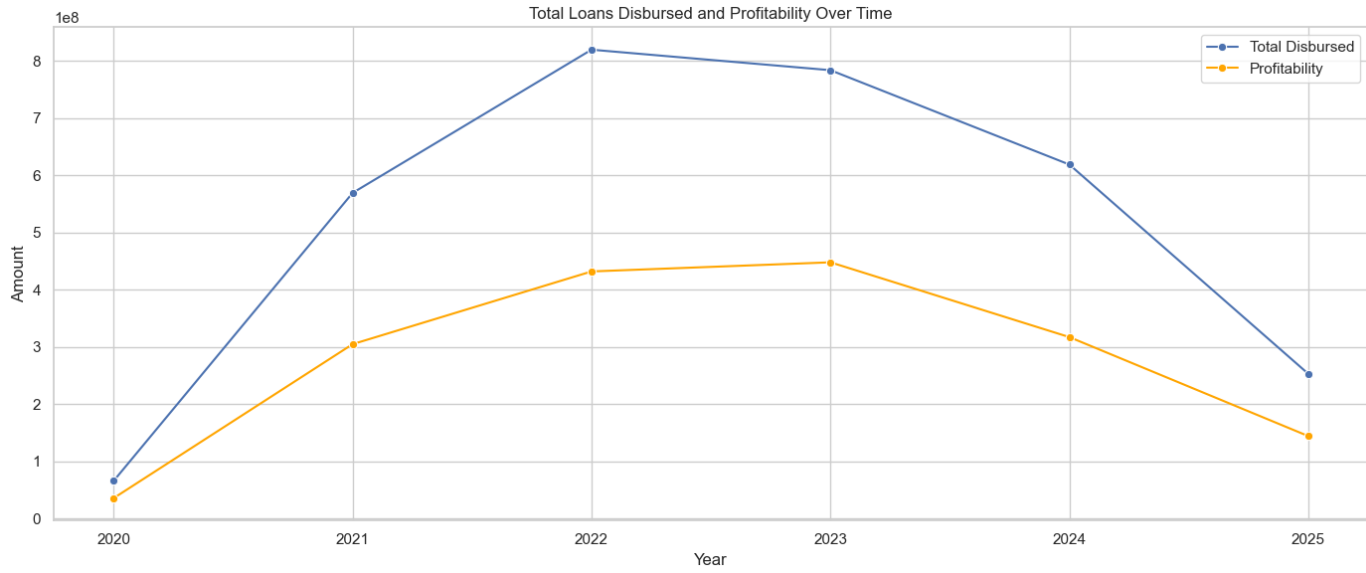 Total Loans Disbursed and Profitability Over Time
1e8
Total Disbursed
Profitability
8
7
6
5
4
3
2
1
0
Amount
2020 2021 2022 2023 2024 2025
Year